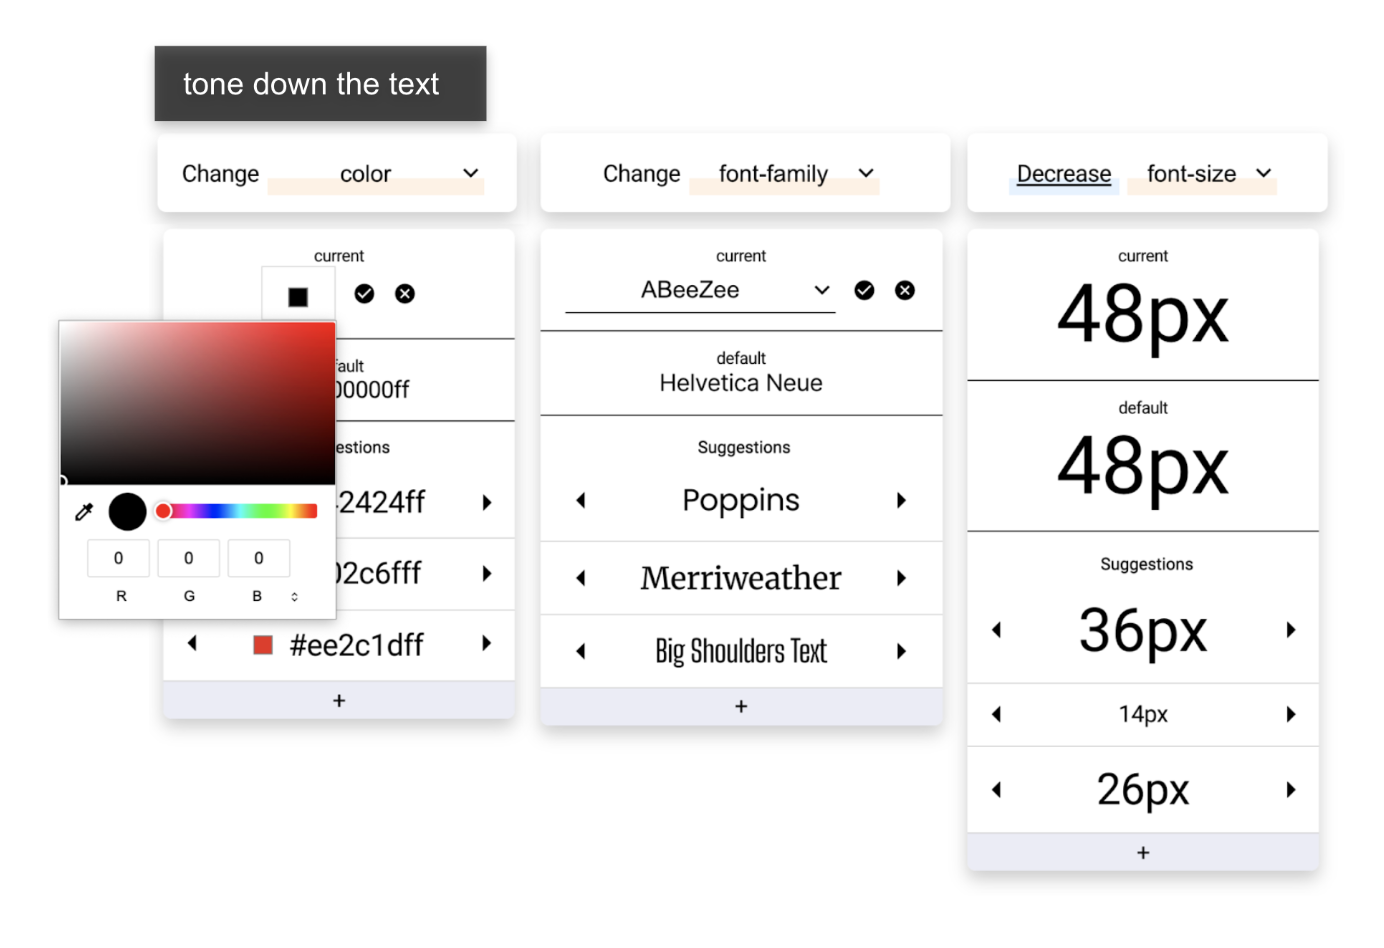 tone down the text
Change color
current
fault
00000ff
estions
2424ff
02c6fff
#ee2c1dff
+
0 0 0
R G B
Change font-family
current
ABeeZee
default
Helvetica Neue
Suggestions
Poppins
Merriweather
Big Shoulders Text
+
Decrease font-size
current
48px
default
48px
Suggestions
36px
14px
26px
+